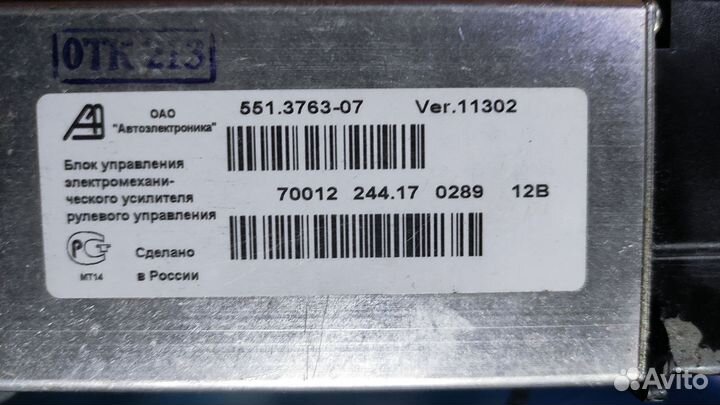 ОТК 213
ОАО
"Автоэлектроника"
551.3763-07 Ver.11302
Блок управления
электромехани-
ческого усилителя
рулевого управления
70012 244.17 0289 12В
РСТ
МТ14
Сделано
в России
Avito